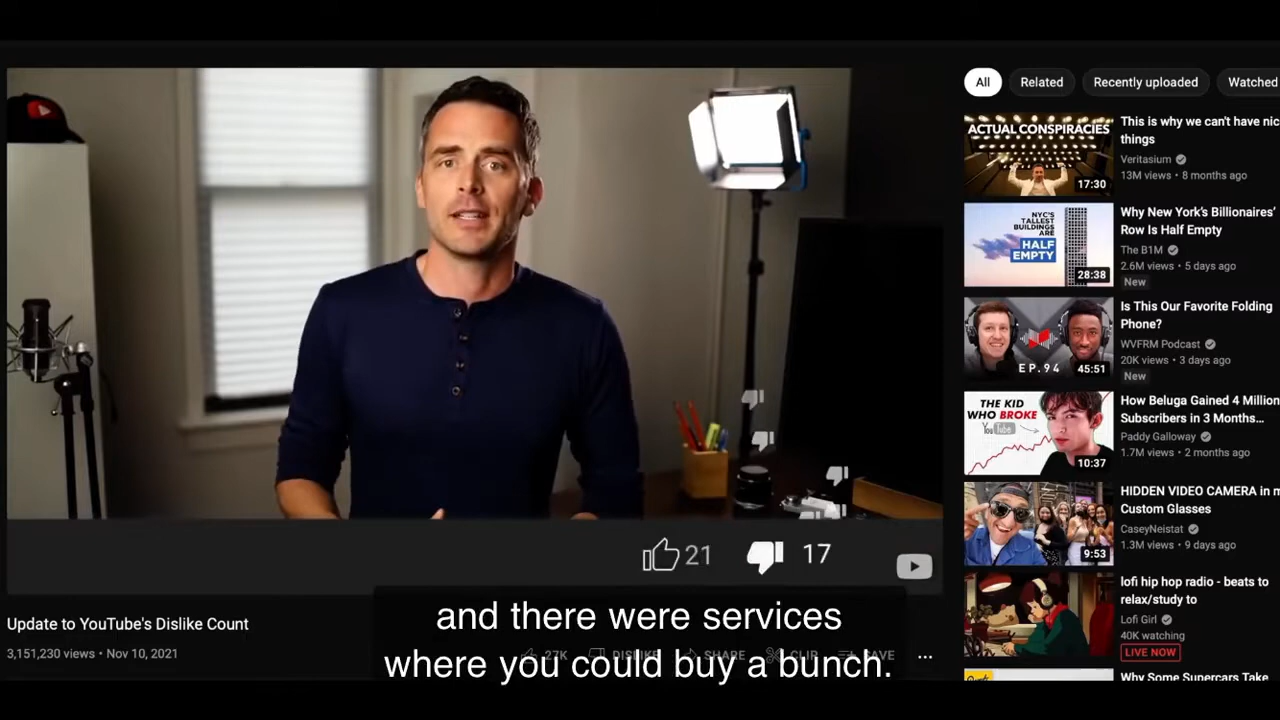 All
Related
Recently uploaded
Watched
ACTUAL CONSPIRACIES
17:30
This is why we can't have nic
things
Veritasium
13M views • 8 months ago
NYC'S
TALLEST
BUILDINGS
ARE
HALF
EMPTY
28:38
Why New York's Billionaires'
Row Is Half Empty
The B1M
2.6M views • 5 days ago
New
EP.94
45:51
Is This Our Favorite Folding
Phone?
WVFRM Podcast
20K views • 3 days ago
New
THE KID
WHO BROKE
YouTube
10:37
How Beluga Gained 4 Million
Subscribers in 3 Months...
Paddy Galloway
1.7M views • 2 months ago
9:53
HIDDEN VIDEO CAMERA in m
Custom Glasses
CaseyNeistat
1.3M views • 9 days ago
lofi hip hop radio - beats to
relax/study to
Lofi Girl
40K watching
LIVE NOW
Why Some Supercars Take
21
17
Update to YouTube's Dislike Count
3,151,230 views • Nov 10, 2021
27K
DISLIKE
SHARE
CLIP
SAVE
and there were services
where you could buy a bunch.